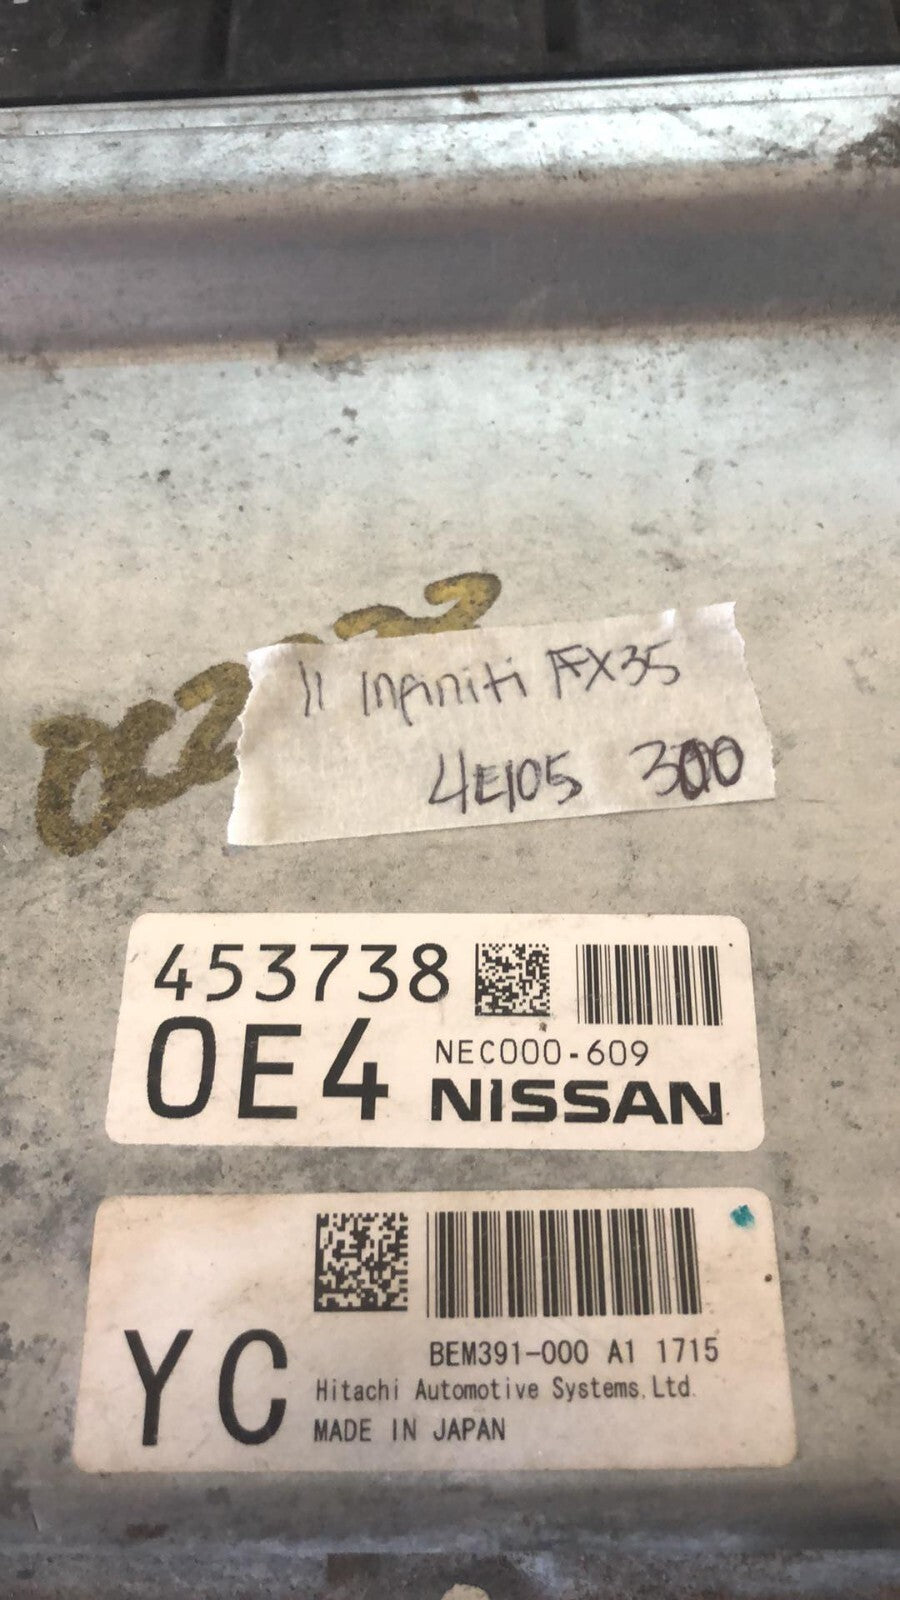 11 Infiniti FX35
4E105 300
453738
0E4
NEC000-609
NISSAN
BEM391-000 A1 1715
YC
Hitachi Automotive Systems,Ltd.
MADE IN JAPAN